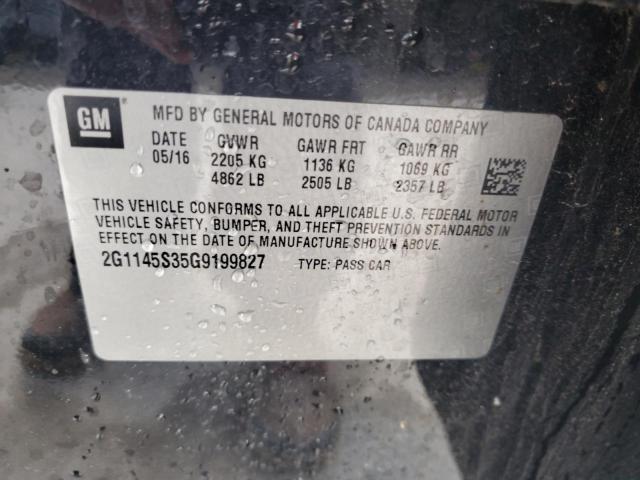 GM
MFD BY GENERAL MOTORS OF CANADA COMPANY
DATE GVWR GAWR FRT GAWR RR
05/16 2205 KG 1136 KG 1069 KG
4862 LB 2505 LB 2357 LB
THIS VEHICLE CONFORMS TO ALL APPLICABLE U.S. FEDERAL MOTOR
VEHICLE SAFETY, BUMPER, AND THEFT PREVENTION STANDARDS IN
EFFECT ON THE DATE OF MANUFACTURE SHOWN ABOVE.
2G1145S35G9199827 TYPE: PASS CAR